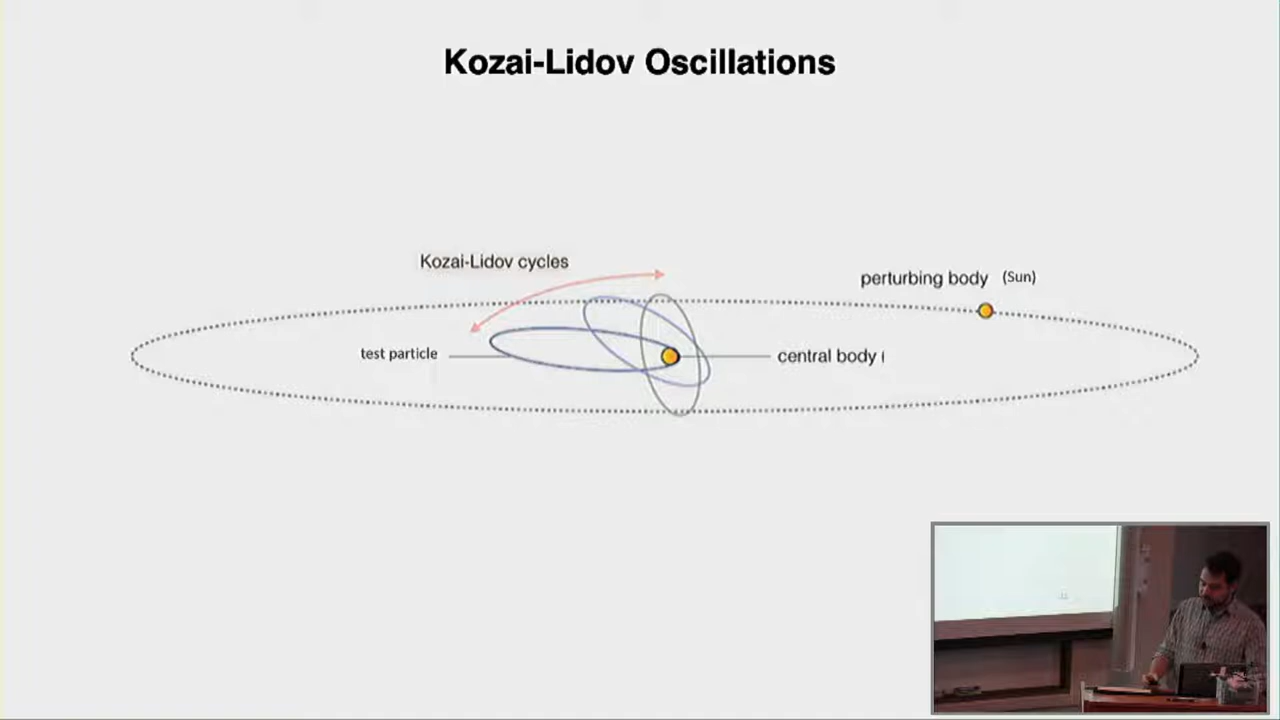 Kozai-Lidov Oscillations
Kozai-Lidov cycles
perturbing body (Sun)
test particle
central body